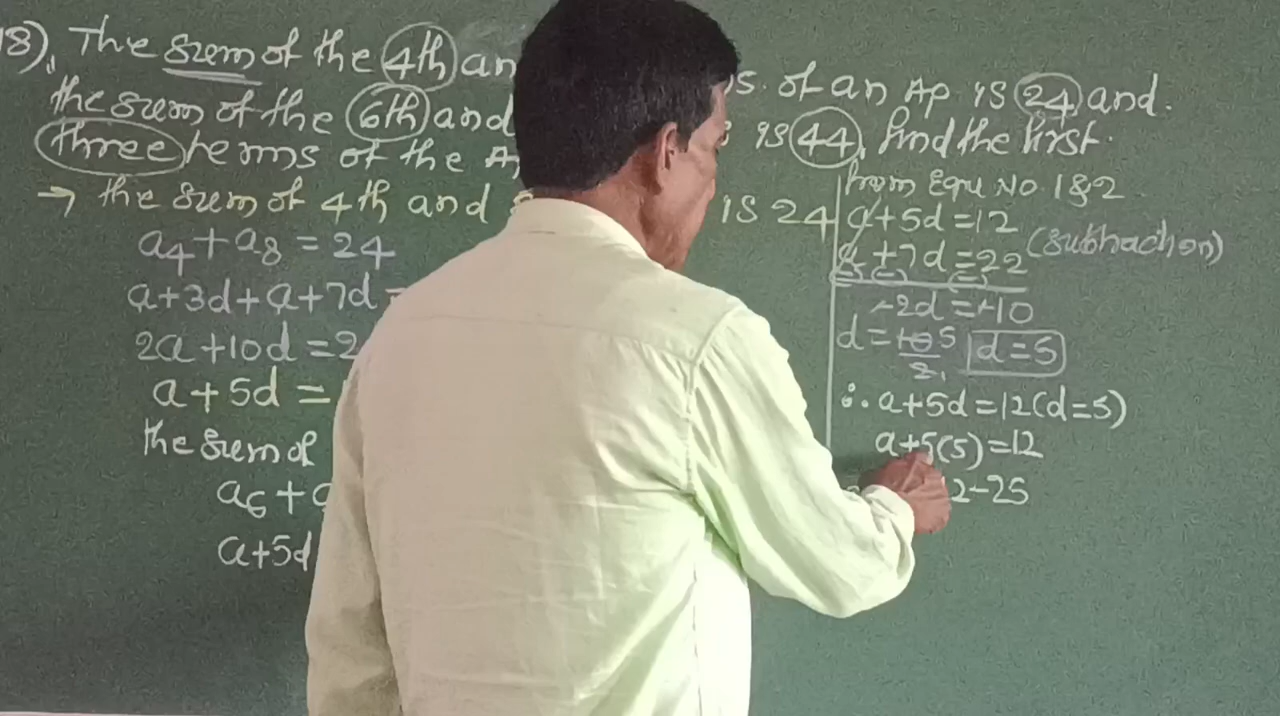 18). The sum of the 4th an s. of an Ap is 24 and.
the sum of the 6th and is 44, find the first
three terms of the A
→ the sum of 4th and is 24
a4+a8=24
a+3d+a+7d=
2a+10d=2
a+5d=
the sum of
a6+a
a+5d
from Equ No. 1&2
a+5d=12
a+7d=22 (subtraction)
(-) (-) (-)
-2d=-10
d=10 5
2 1
d=5
∴ a+5d=12(d=5)
a+5(5)=12
2-25